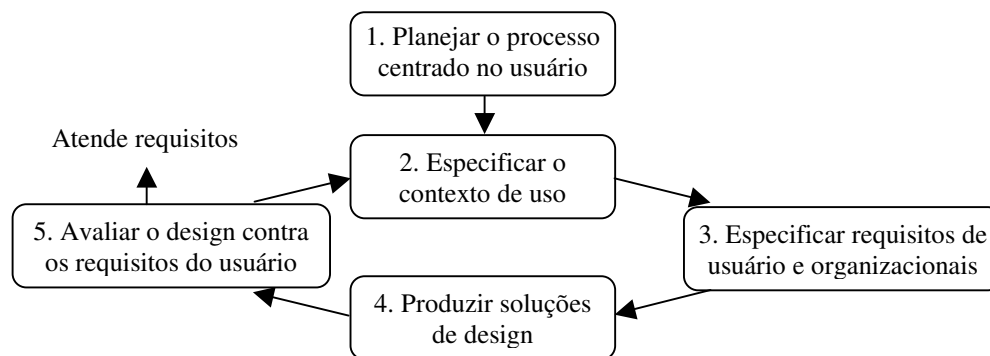 1. Planejar o processo
centrado no usuário
Atende requisitos
2. Especificar o
contexto de uso
5. Avaliar o design contra
os requisitos do usuário
3. Especificar requisitos de
usuário e organizacionais
4. Produzir soluções
de design